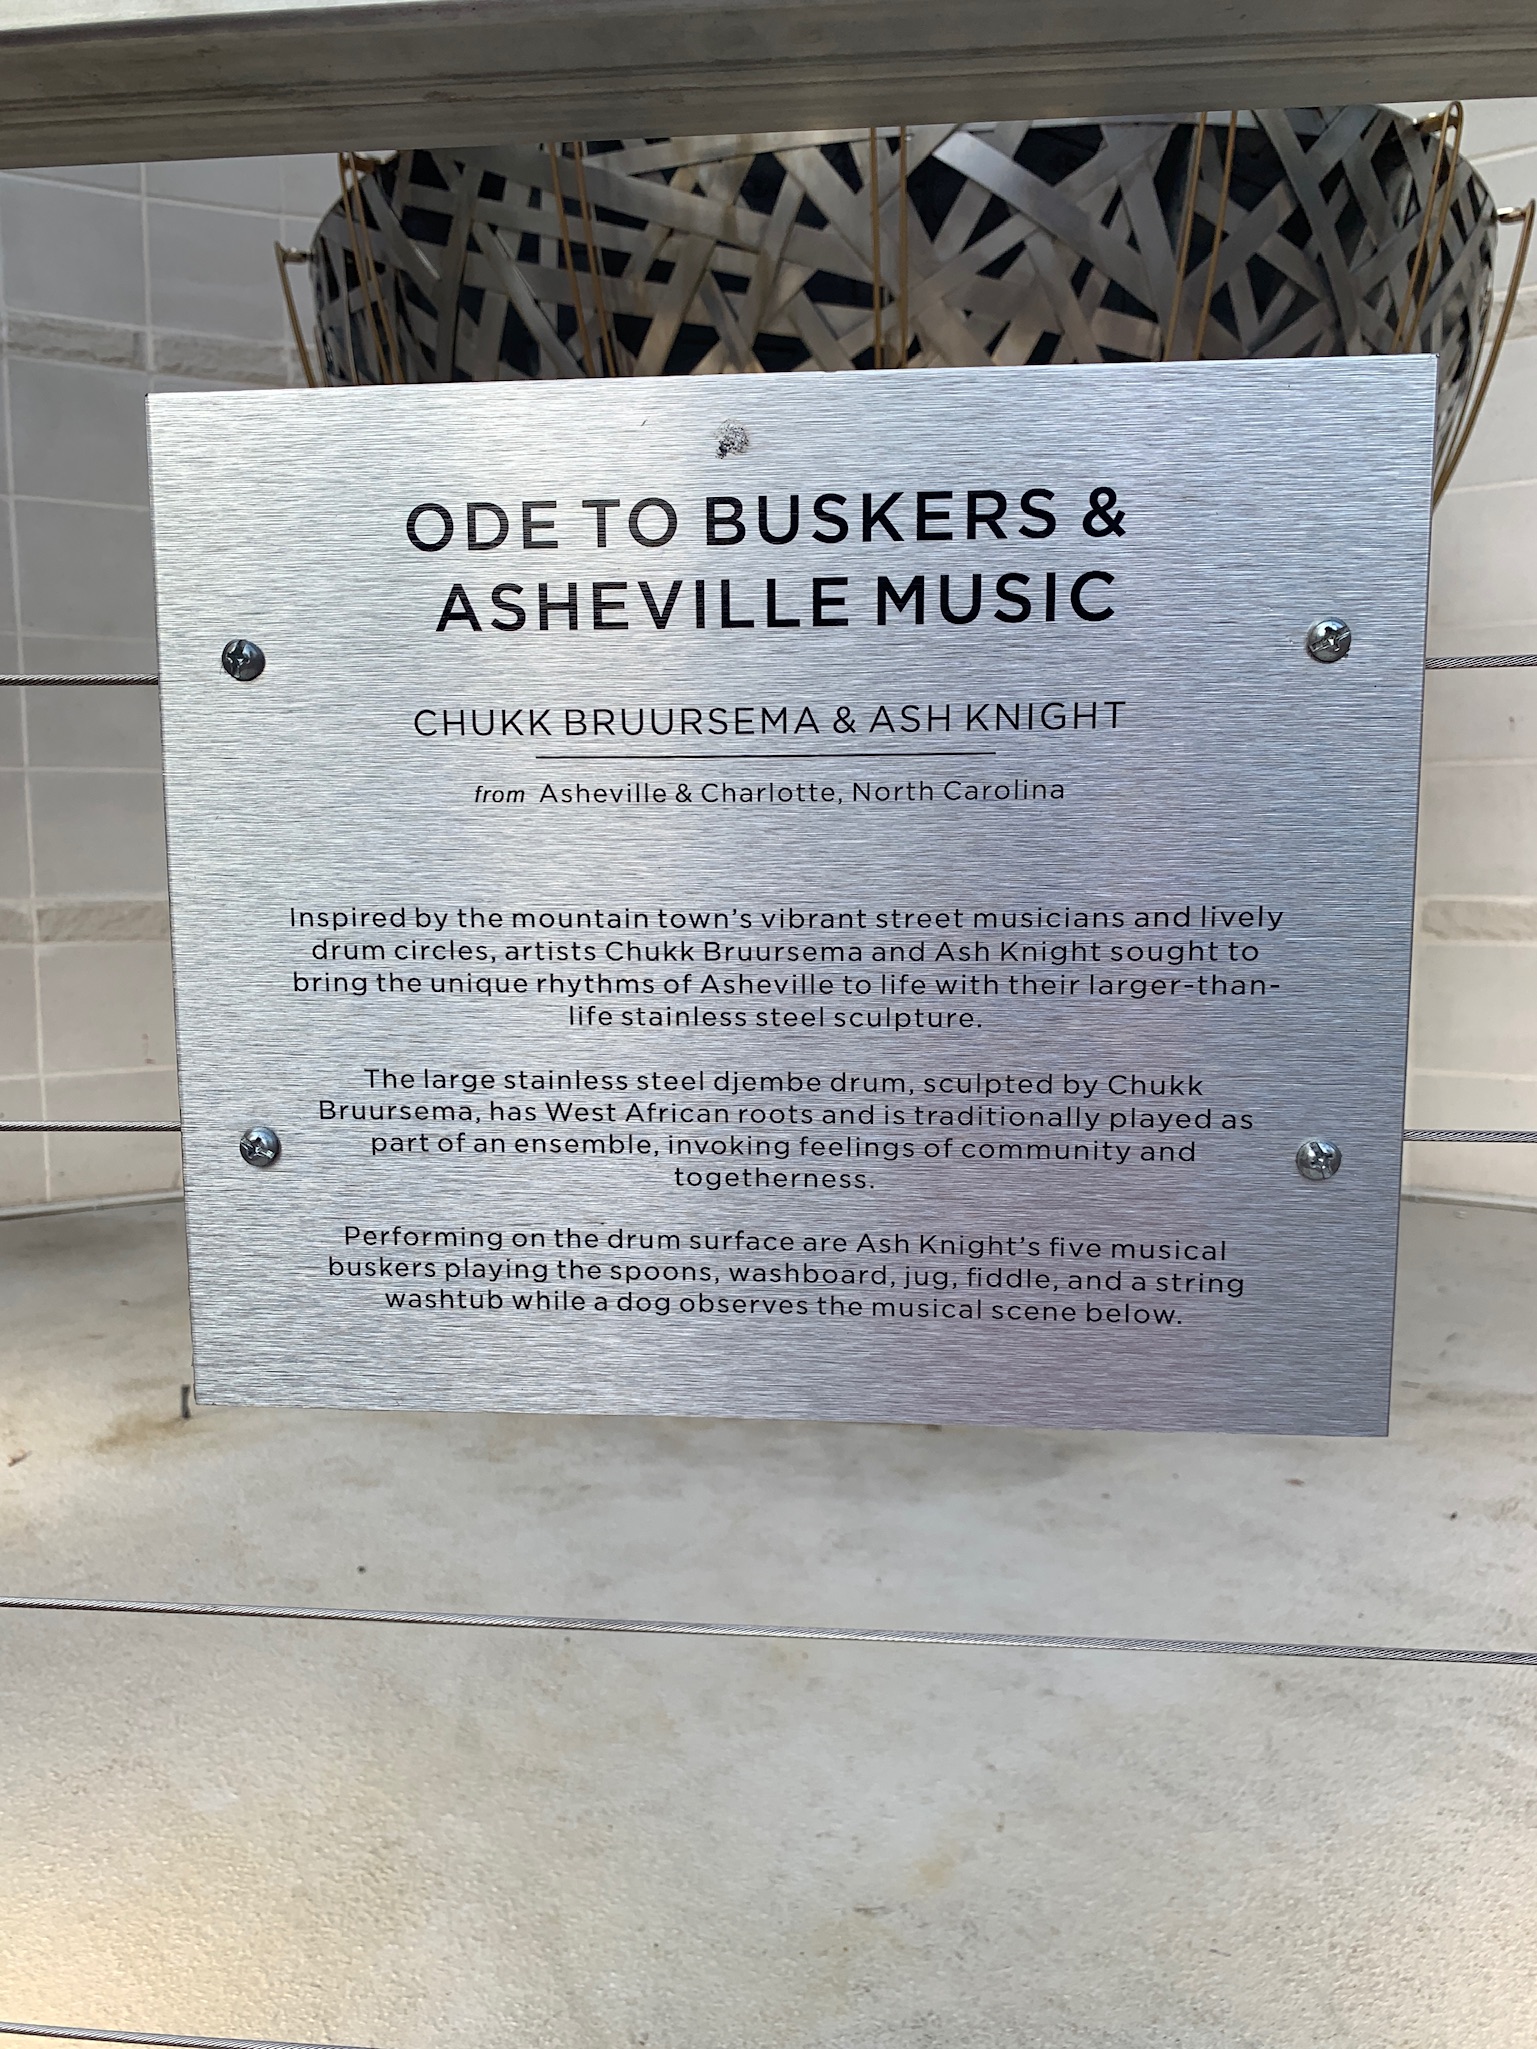 ODE TO BUSKERS &
ASHEVILLE MUSIC
CHUKK BRUURSEMA & ASH KNIGHT
from Asheville & Charlotte, North Carolina
Inspired by the mountain town's vibrant street musicians and lively
drum circles, artists Chukk Bruursema and Ash Knight sought to
bring the unique rhythms of Asheville to life with their larger-than-
life stainless steel sculpture.
The large stainless steel djembe drum, sculpted by Chukk
Bruursema, has West African roots and is traditionally played as
part of an ensemble, invoking feelings of community and
togetherness.
Performing on the drum surface are Ash Knight's five musical
buskers playing the spoons, washboard, jug, fiddle, and a string
washtub while a dog observes the musical scene below.